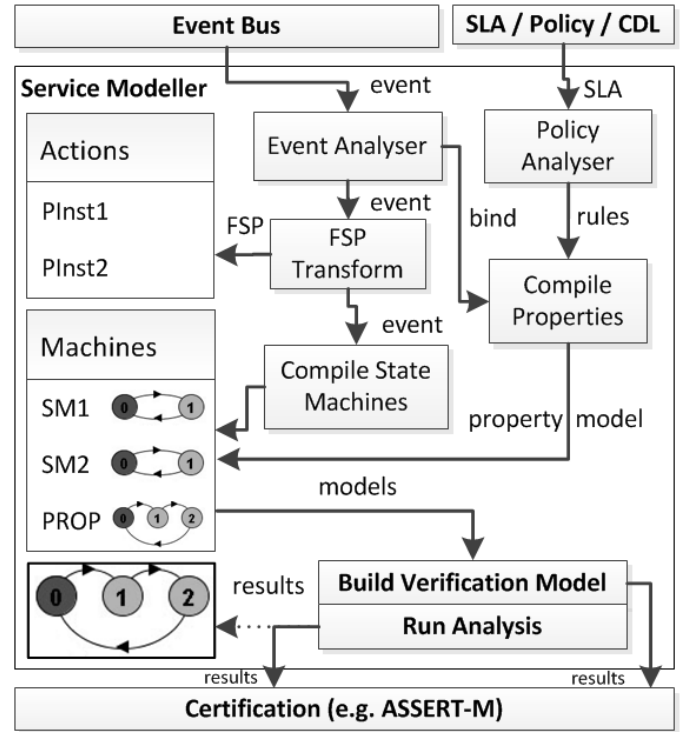 Event Bus
SLA / Policy / CDL
Service Modeller
event
SLA
Actions
PInst1
PInst2
Event Analyser
Policy
Analyser
event
FSP
bind
rules
FSP
Transform
Compile
Properties
event
Machines
SM1
0
1
SM2
0
1
PROP
0
1
2
Compile State
Machines
property
model
models
0
1
2
results
Build Verification Model
Run Analysis
results
results
Certification (e.g. ASSERT-M)